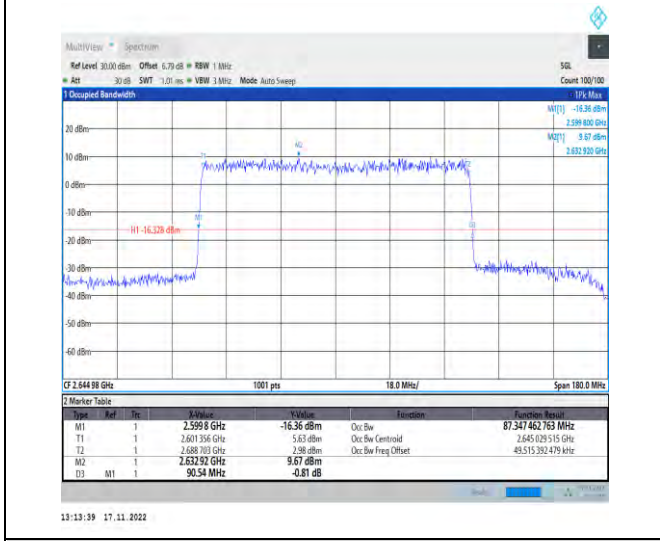 MultiView Spectrum
Ref Level 30.00 dBm Offset 6.79 dB RBW 1 MHz SGL
Att 30 dB SWT 1.01 ms VBW 3 MHz Mode Auto Sweep Count 100/100
1 Occupied Bandwidth 1Pk Max
M1[1] -16.36 dBm
2.599 800 GHz
M2[1] 9.67 dBm
2.632 920 GHz
20 dBm
M2
10 dBm
T1
0 dBm
-10 dBm
M1
H1 -16.328 dBm
-20 dBm
-30 dBm
-40 dBm
-50 dBm
-60 dBm
CF 2.644 98 GHz 1001 pts 18.0 MHz/ Span 180.0 MHz
2 Marker Table
Type Ref Trc X-Value Y-Value Function Function Result
M1 1 2.599 8 GHz -16.36 dBm Occ Bw 87.347 462 763 MHz
T1 1 2.601 356 GHz 5.63 dBm Occ Bw Centroid 2.645 029 515 GHz
T2 1 2.688 703 GHz 2.98 dBm Occ Bw Freq Offset 49.515 392 479 kHz
M2 1 2.632 92 GHz 9.67 dBm
D3 M1 1 90.54 MHz -0.81 dB
13:13:39 17.11.2022